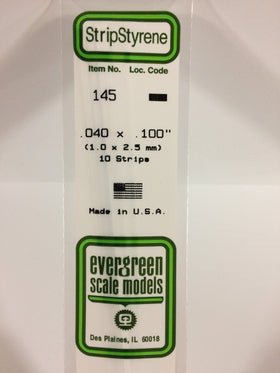 StripStyrene
Item No. Loc. Code
145
.040 x .100"
(1.0 x 2.5 mm)
10 Strips
Made in U.S.A.
evergreen
scale models
Des Plaines, IL 60018